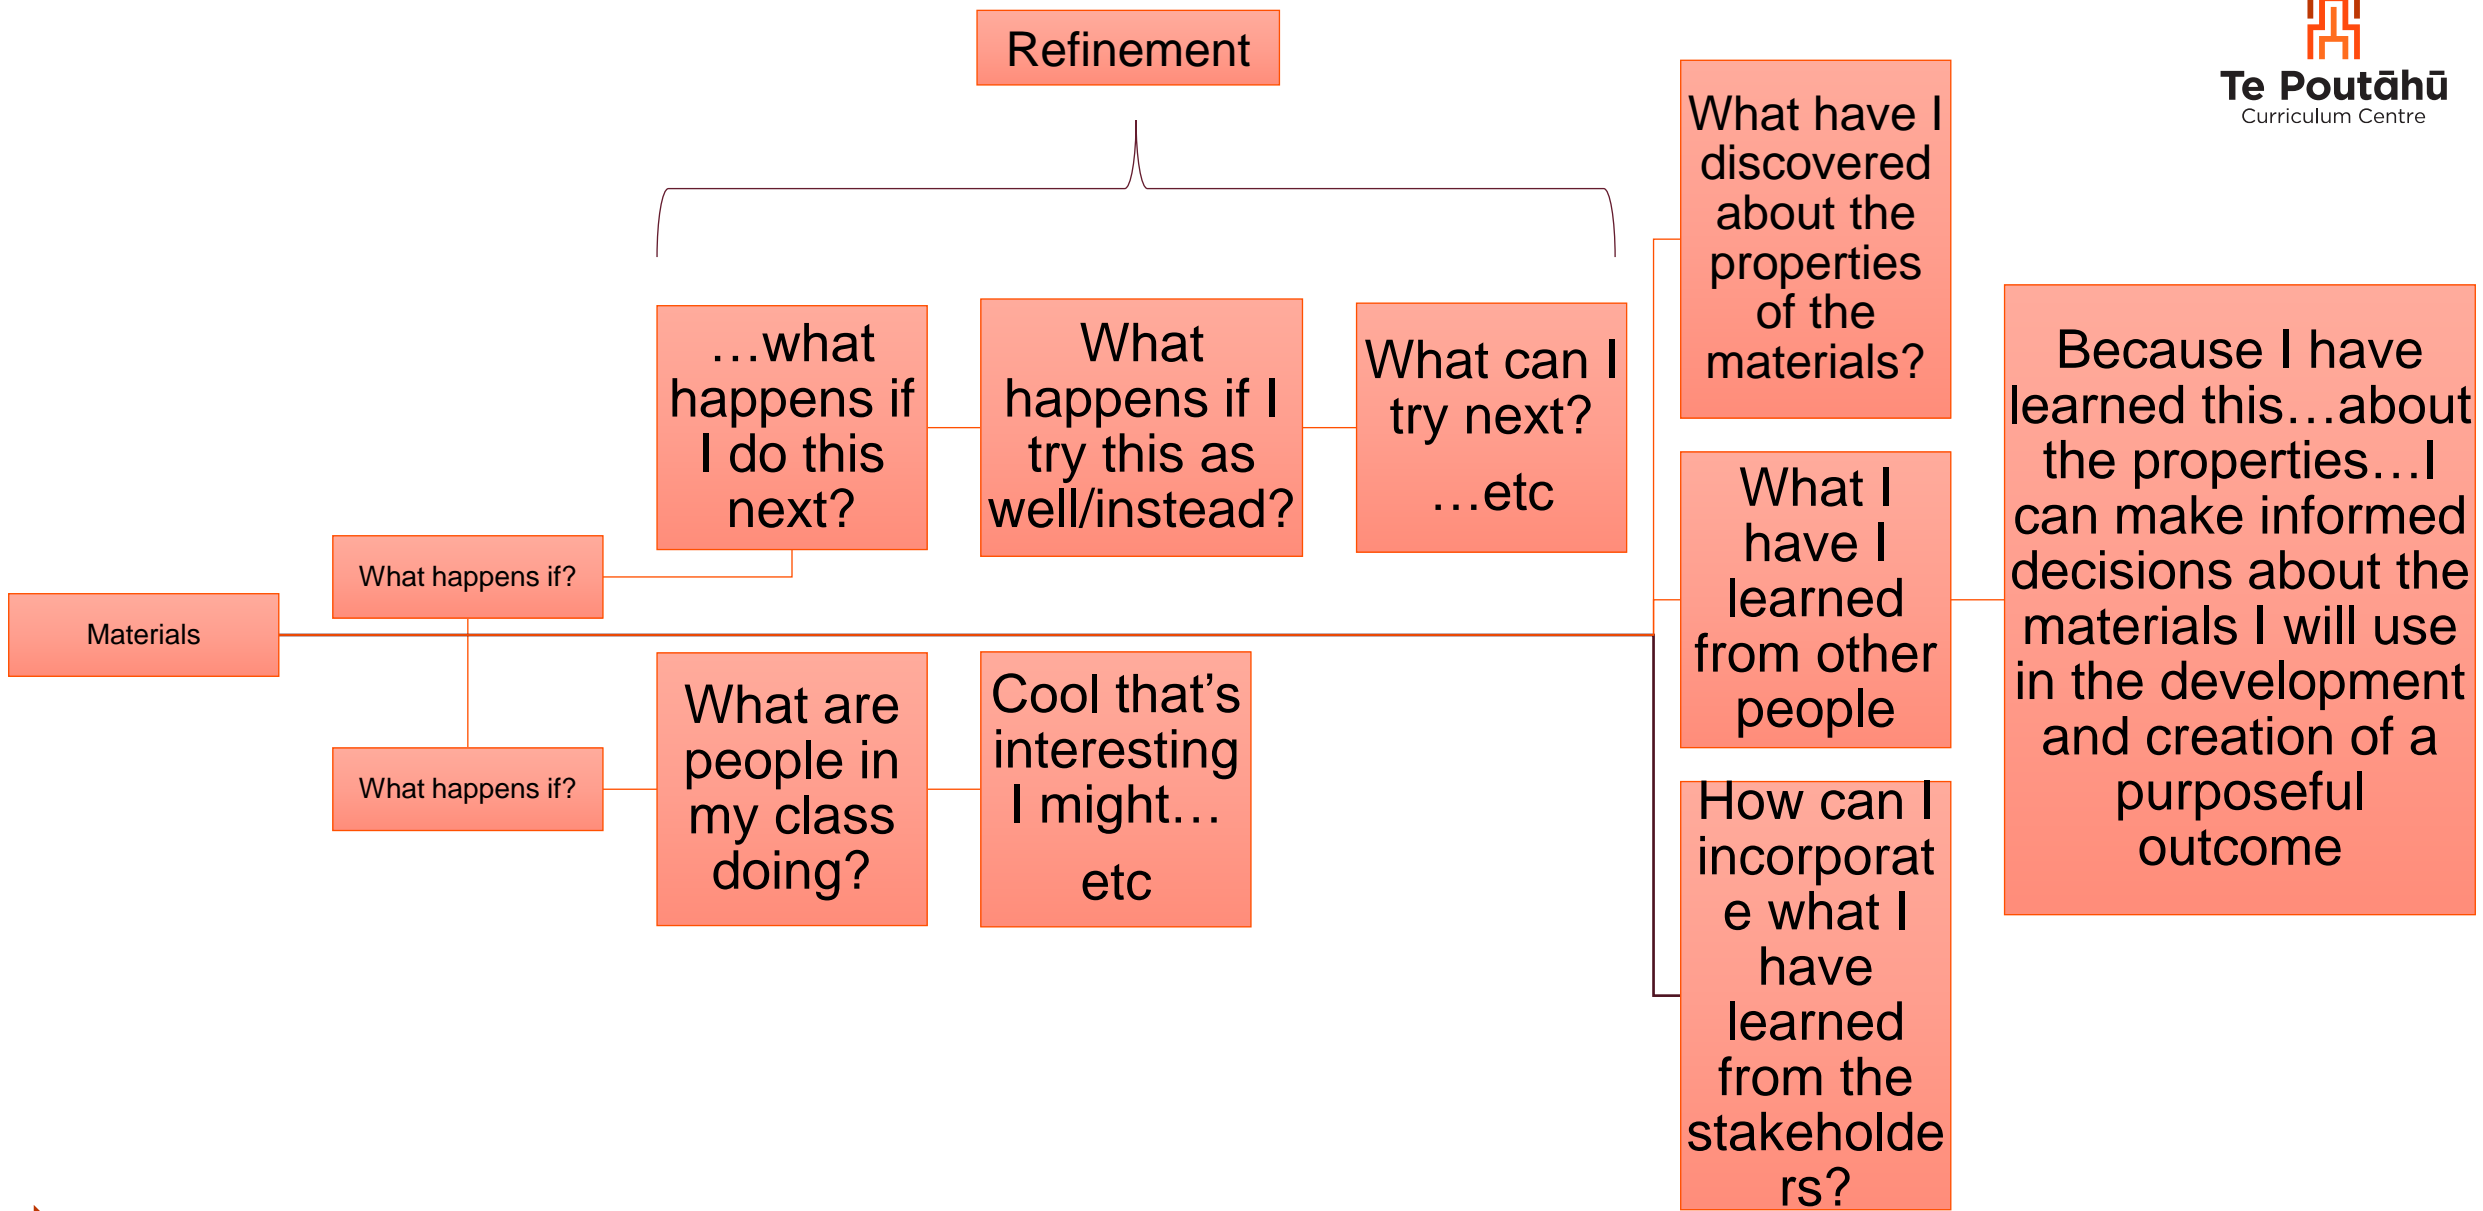 Refinement
Te Poutāhū
Curriculum Centre
Materials
What happens if?
…what
happens if
I do this
next?
What
happens if I
try this as
well/instead?
What can I
try next?
…etc
What happens if?
What are
people in
my class
doing?
Cool that’s
interesting
I might…
etc
What have I
discovered
about the
properties
of the
materials?
What I
have I
learned
from other
people
How can I
incorporat
e what I
have
learned
from the
stakeholde
rs?
Because I have
learned this…about
the properties…I
can make informed
decisions about the
materials I will use
in the development
and creation of a
purposeful
outcome